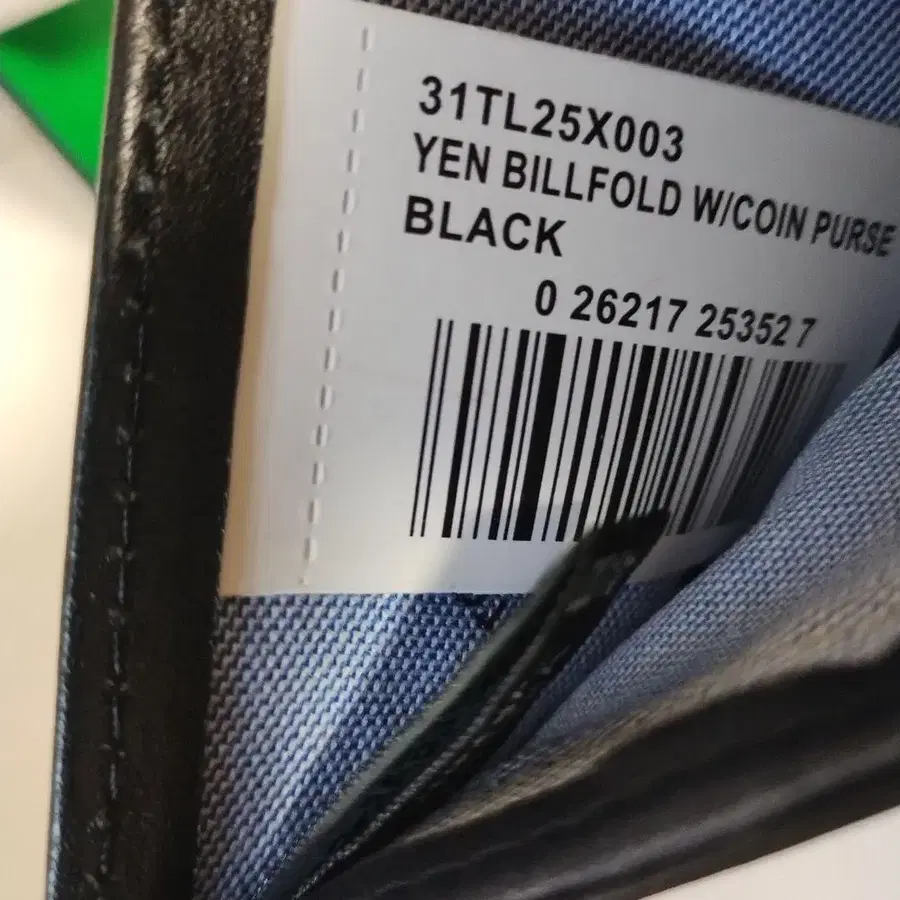 31TL25X003
YEN BILLFOLD W/COIN PURSE
BLACK
0 26217 25352 7